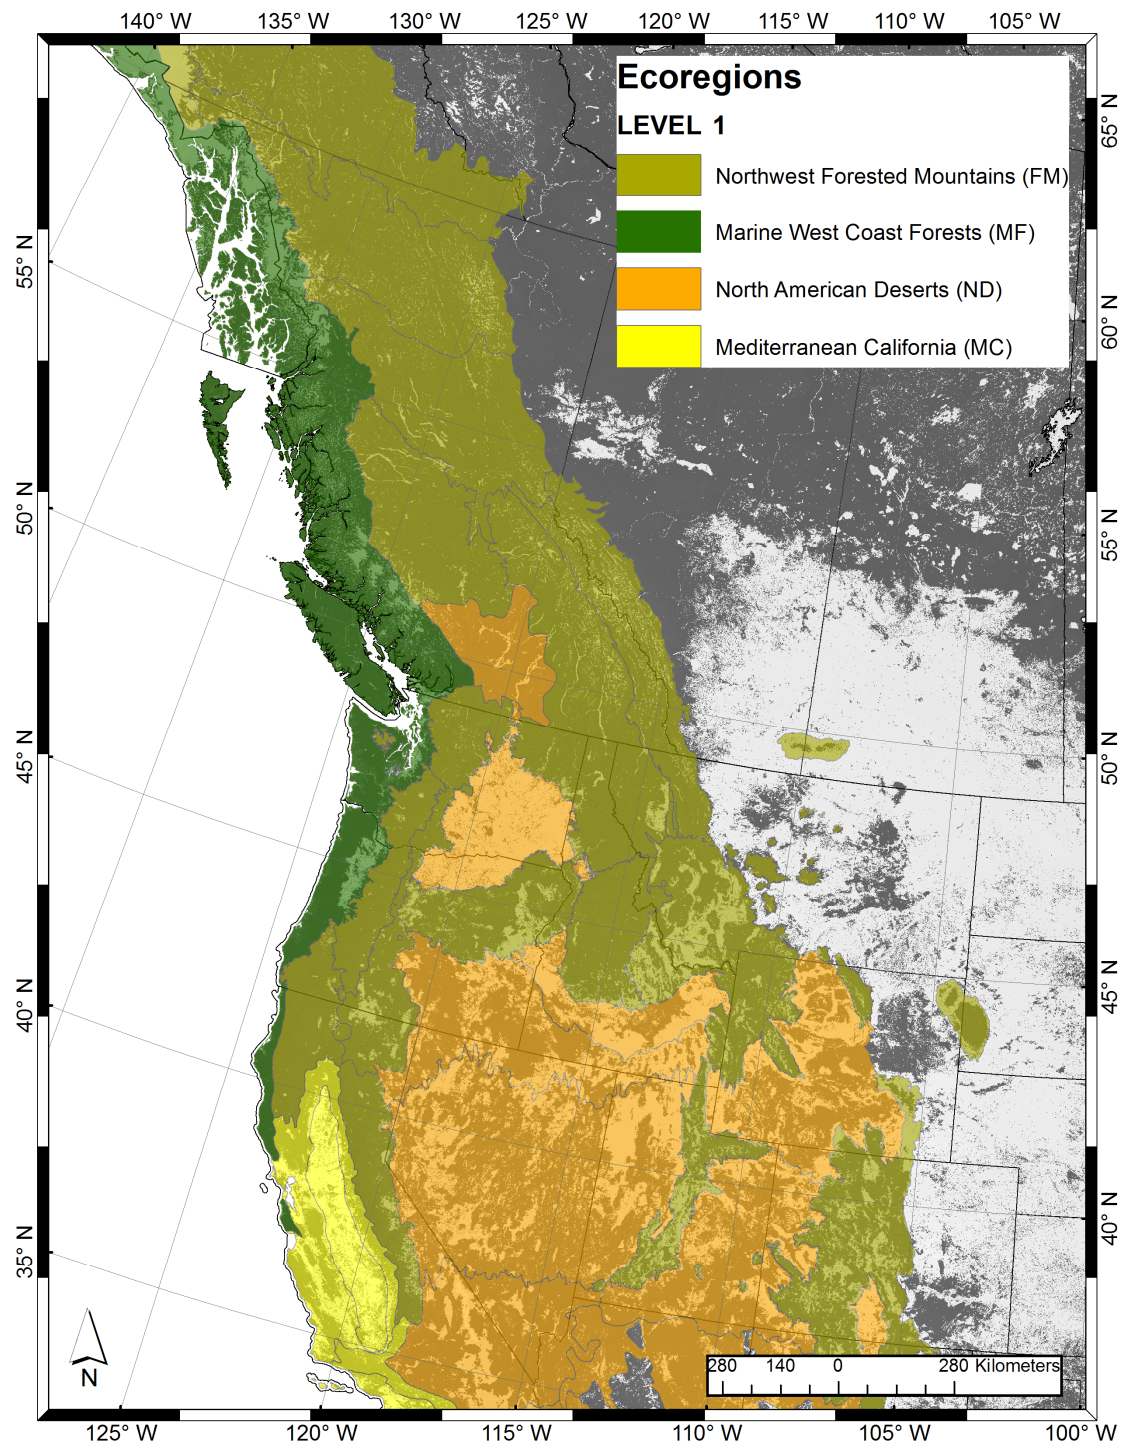 140° W 135° W 130° W 125° W 120° W 115° W 110° W 105° W
Ecoregions
LEVEL 1
Northwest Forested Mountains (FM)
Marine West Coast Forests (MF)
North American Deserts (ND)
Mediterranean California (MC)
55° N
50° N
45° N
40° N
35° N
65° N
60° N
55° N
50° N
45° N
40° N
N
280 140 0 280 Kilometers
125° W 120° W 115° W 110° W 105° W 100° W